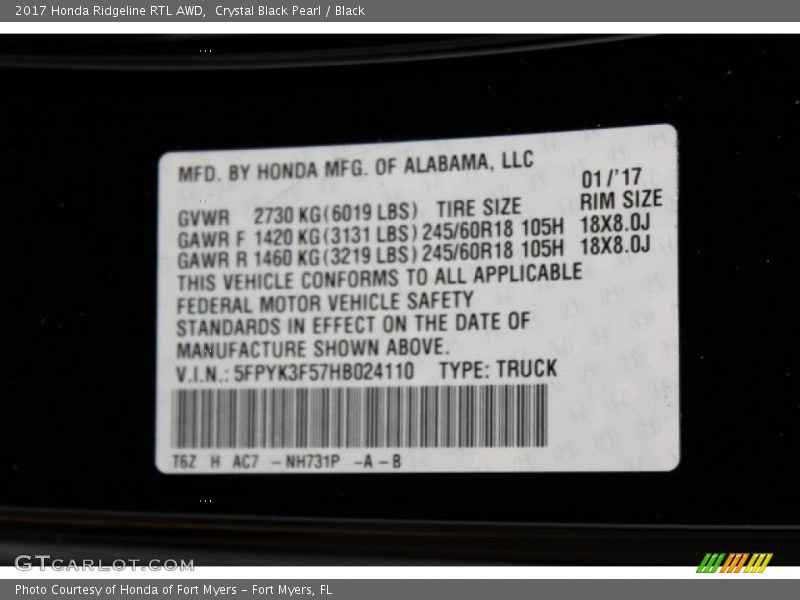 2017 Honda Ridgeline RTL AWD,  Crystal Black Pearl / Black
MFD. BY HONDA MFG. OF ALABAMA, LLC
01/'17
GVWR 2730 KG(6019 LBS) TIRE SIZE RIM SIZE
GAWR F 1420 KG(3131 LBS) 245/60R18 105H 18X8.0J
GAWR R 1460 KG(3219 LBS) 245/60R18 105H 18X8.0J
THIS VEHICLE CONFORMS TO ALL APPLICABLE
FEDERAL MOTOR VEHICLE SAFETY
STANDARDS IN EFFECT ON THE DATE OF
MANUFACTURE SHOWN ABOVE.
V.I.N.: 5FPYK3F57HB024110 TYPE: TRUCK
T6Z H AC7 - NH731P -A-B
GTCARLOT.COM
Photo Courtesy of Honda of Fort Myers - Fort Myers, FL